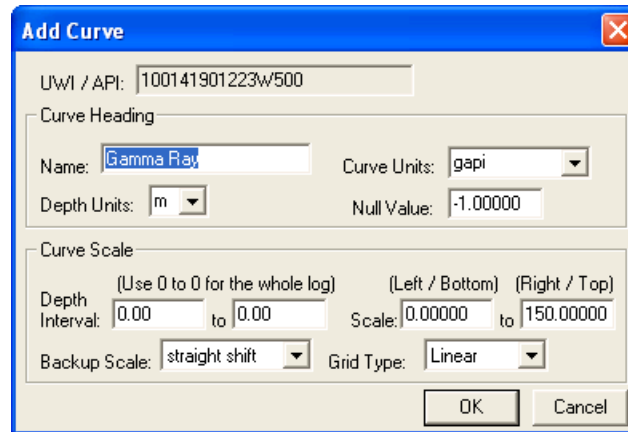 Add Curve
UWI / API: 100141901223W500
Curve Heading
Name: Gamma Ray Curve Units: gapi
Depth Units: m Null Value: -1.00000
Curve Scale
(Use 0 to 0 for the whole log) (Left / Bottom) (Right / Top)
Depth Interval: 0.00 to 0.00 Scale: 0.00000 to 150.00000
Backup Scale: straight shift Grid Type: Linear
OK Cancel